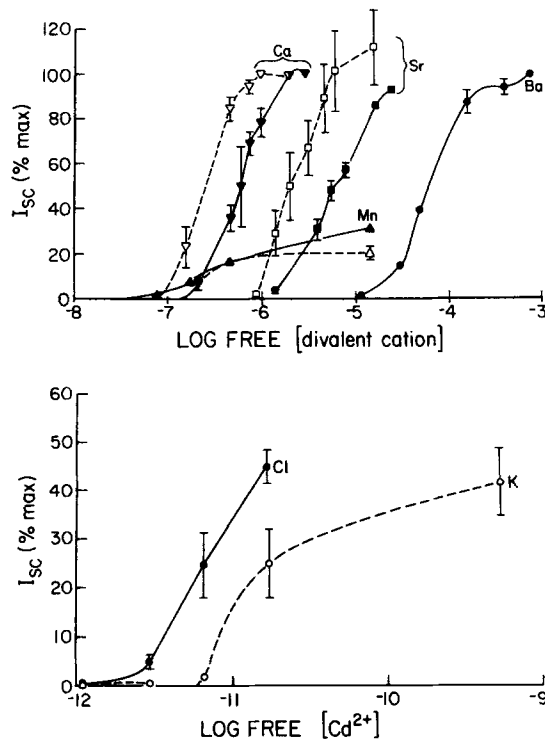 I_SC (% max)
120
100
80
60
40
20
0
Ca
Sr
Ba
Mn
-8 -7 -6 -5 -4 -3
LOG FREE [divalent cation]
I_SC (% max)
60
50
40
30
20
10
0
Cl
K
-12 -11 -10 -9
LOG FREE [Cd²⁺]